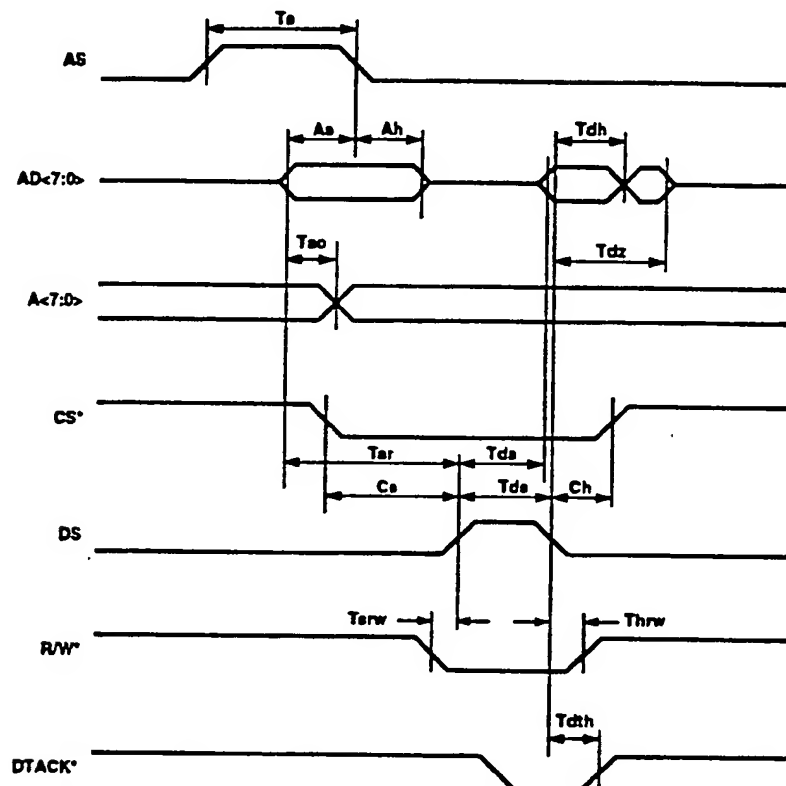 Ts
AS
As Ah Tdh
AD<7:0>
Tao Tdz
A<7:0>
CS*
Tar Tds
Cs Tds Ch
DS
Tsrw Thrw
R/W*
Tdth
DTACK*